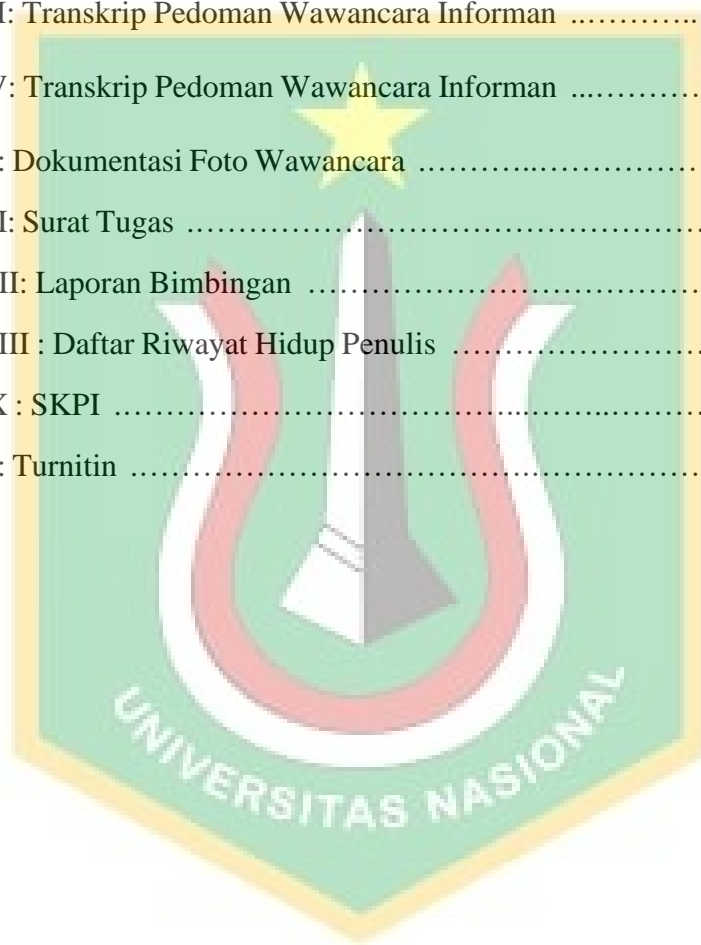 I: Transkrip Pedoman Wawancara Informan ………..
V: Transkrip Pedoman Wawancara Informan ...………
: Dokumentasi Foto Wawancara ………..……………
I: Surat Tugas ……………………………………….
II: Laporan Bimbingan ………………………………
III : Daftar Riwayat Hidup Penulis …………………
X : SKPI ……………………………...……..………
: Turnitin ..………………………………………….
UNIVERSITAS NASIONAL